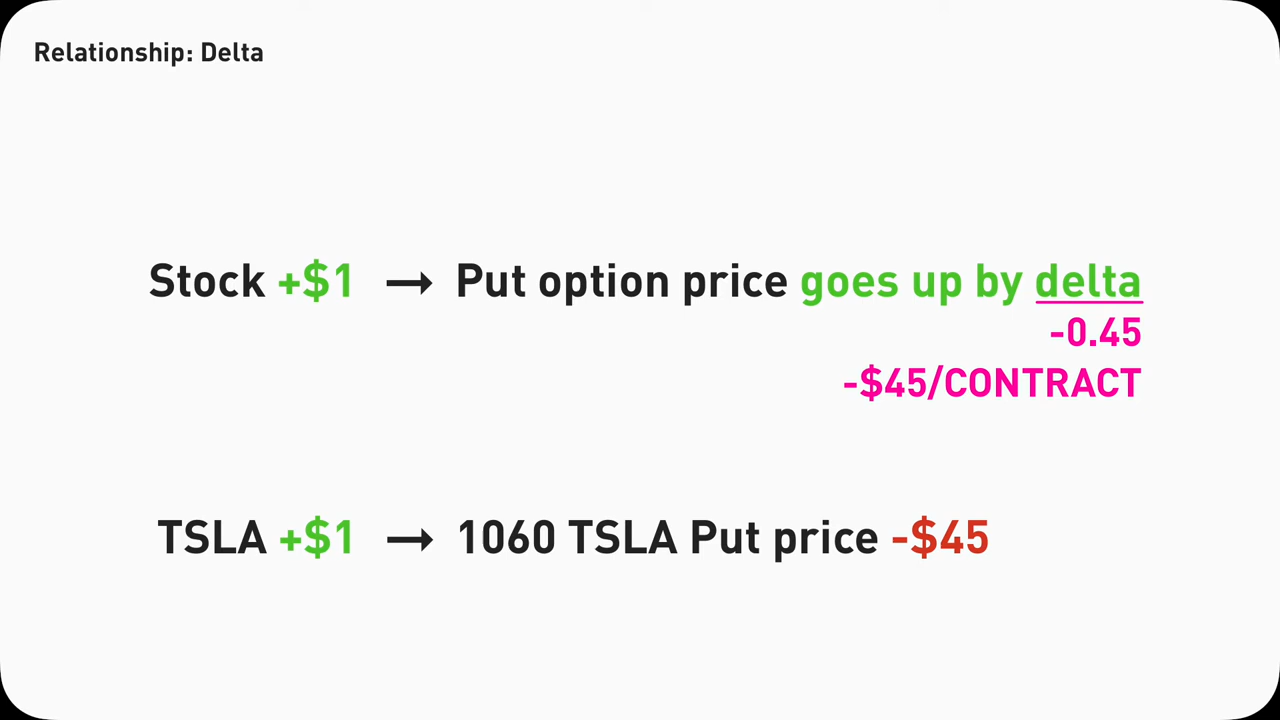 Relationship: Delta
Stock +$1 → Put option price goes up by delta
-0.45
-$45/CONTRACT
TSLA +$1 → 1060 TSLA Put price -$45